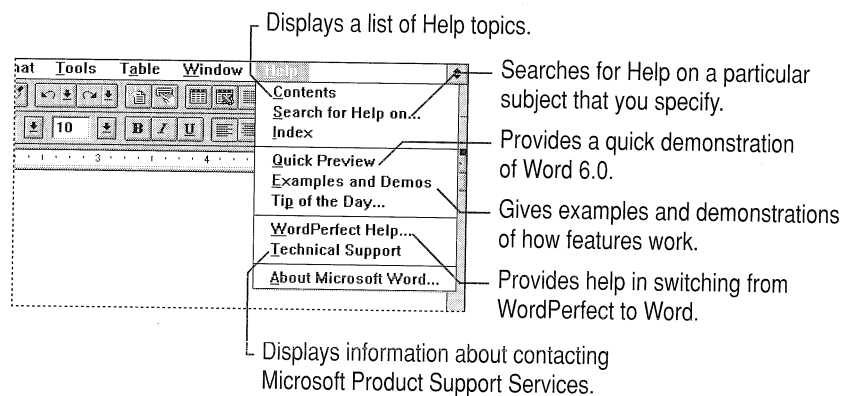 Displays a list of Help topics.
mat Tools Table Window Help
Contents
Search for Help on...
Index
Quick Preview
Examples and Demos
Tip of the Day...
WordPerfect Help...
Technical Support
About Microsoft Word...
10 B I U
3 4
Searches for Help on a particular
subject that you specify.
Provides a quick demonstration
of Word 6.0.
Gives examples and demonstrations
of how features work.
Provides help in switching from
WordPerfect to Word.
Displays information about contacting
Microsoft Product Support Services.